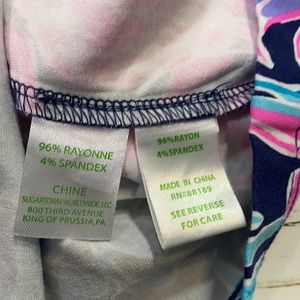 96% RAYONNE
4% SPANDEX
CHINE
SUGARTOWN WORLDWIDE, LLC
800 THIRD AVENUE
KING OF PRUSSIA, PA
96% RAYON
4% SPANDEX
MADE IN CHINA
RN#88189
SEE REVERSE
FOR CARE